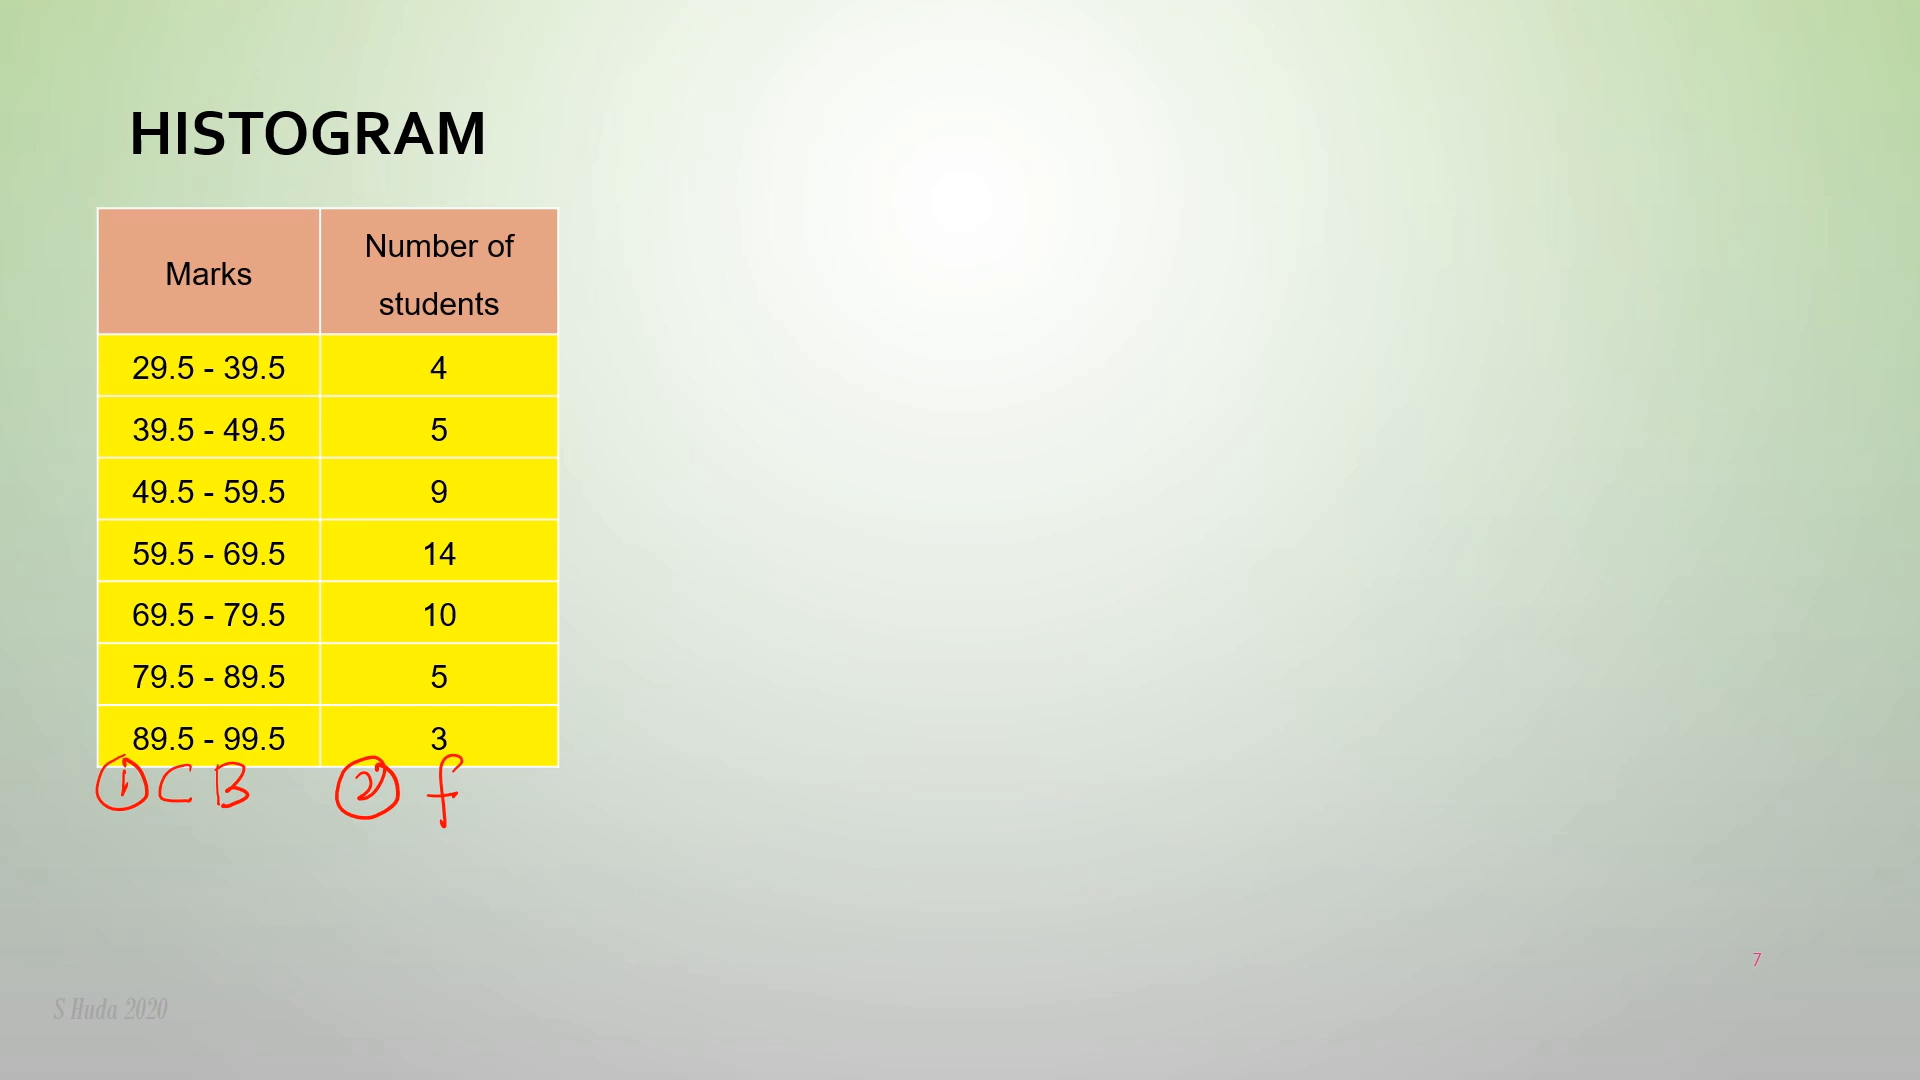 HISTOGRAM
Marks Number of students
29.5 - 39.5 4
39.5 - 49.5 5
49.5 - 59.5 9
59.5 - 69.5 14
69.5 - 79.5 10
79.5 - 89.5 5
89.5 - 99.5 3
① C B ② f
7
S Huda 2020